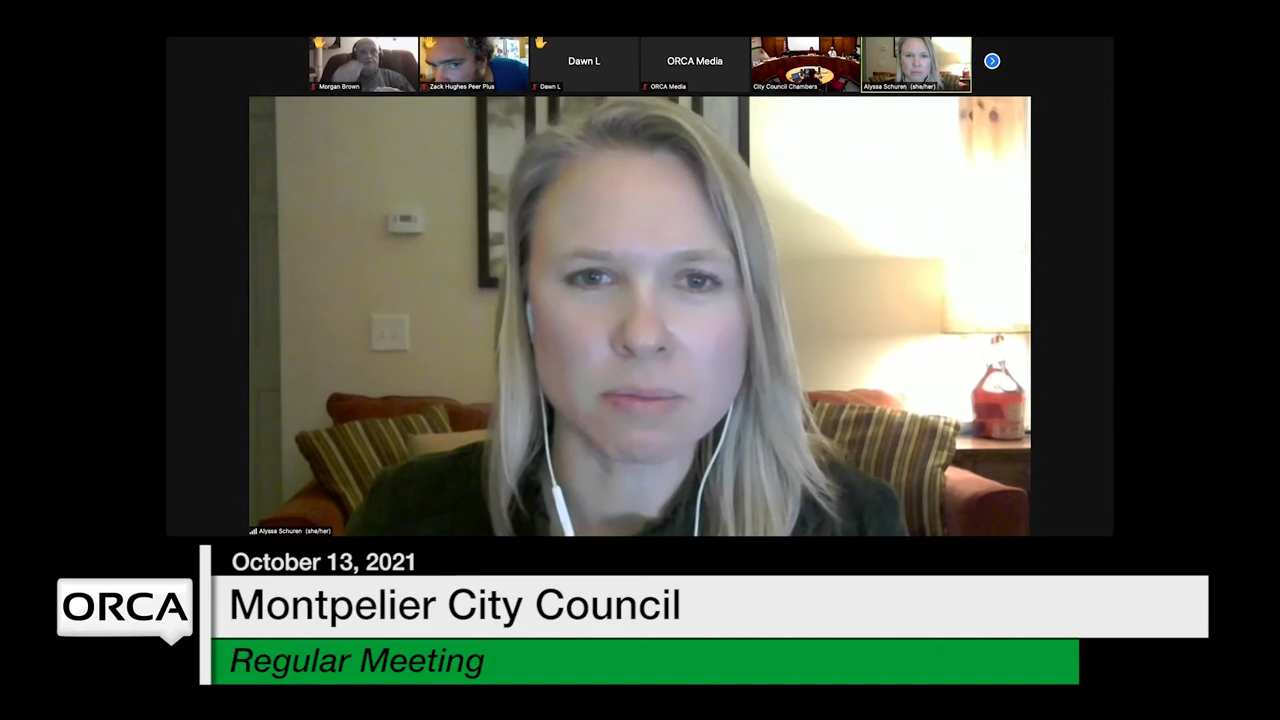 Dawn L
ORCA Media
Morgan Brown
Zack Hughes Peer Plus
Dawn L
ORCA Media
City Council Chambers
Alyssa Schuren (she/her)
Alyssa Schuren (she/her)
October 13, 2021
ORCA
Montpelier City Council
Regular Meeting